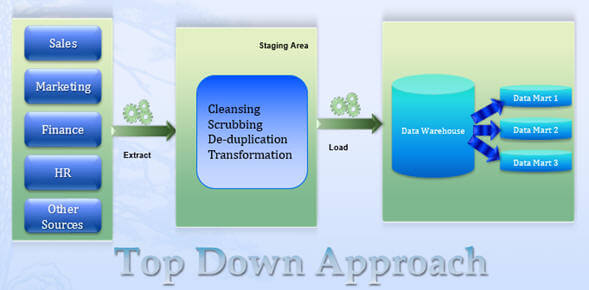 Sales
Marketing
Finance
HR
Other
Sources
Extract
Staging Area
Cleansing
Scrubbing
De-duplication
Transformation
Load
Data Warehouse
Data Mart 1
Data Mart 2
Data Mart 3
Top Down Approach